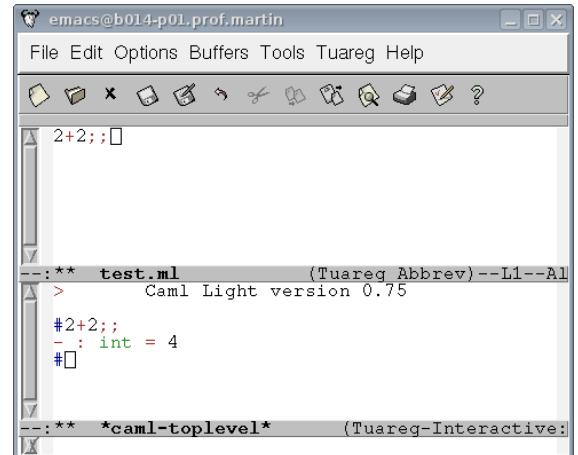 emacs@b014-p01.prof.martin
File Edit Options Buffers Tools Tuareg Help
2+2;;
--:** test.ml (Tuareg Abbrev)--L1--Al
> Caml Light version 0.75
#2+2;;
- : int = 4
#
--:** *caml-toplevel* (Tuareg-Interactive: